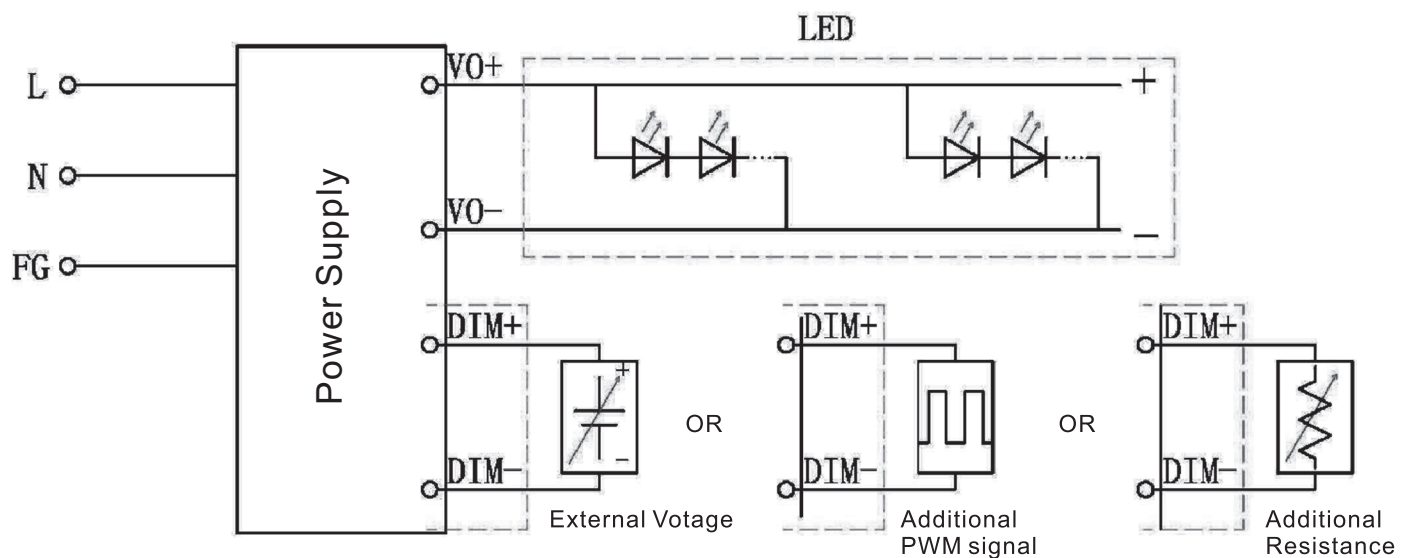 LED
L
N
FG
Power Supply
VO+
VO-
+
-
DIM+
DIM-
+
-
External Votage
OR
DIM+
DIM-
Additional
PWM signal
OR
DIM+
DIM-
Additional
Resistance